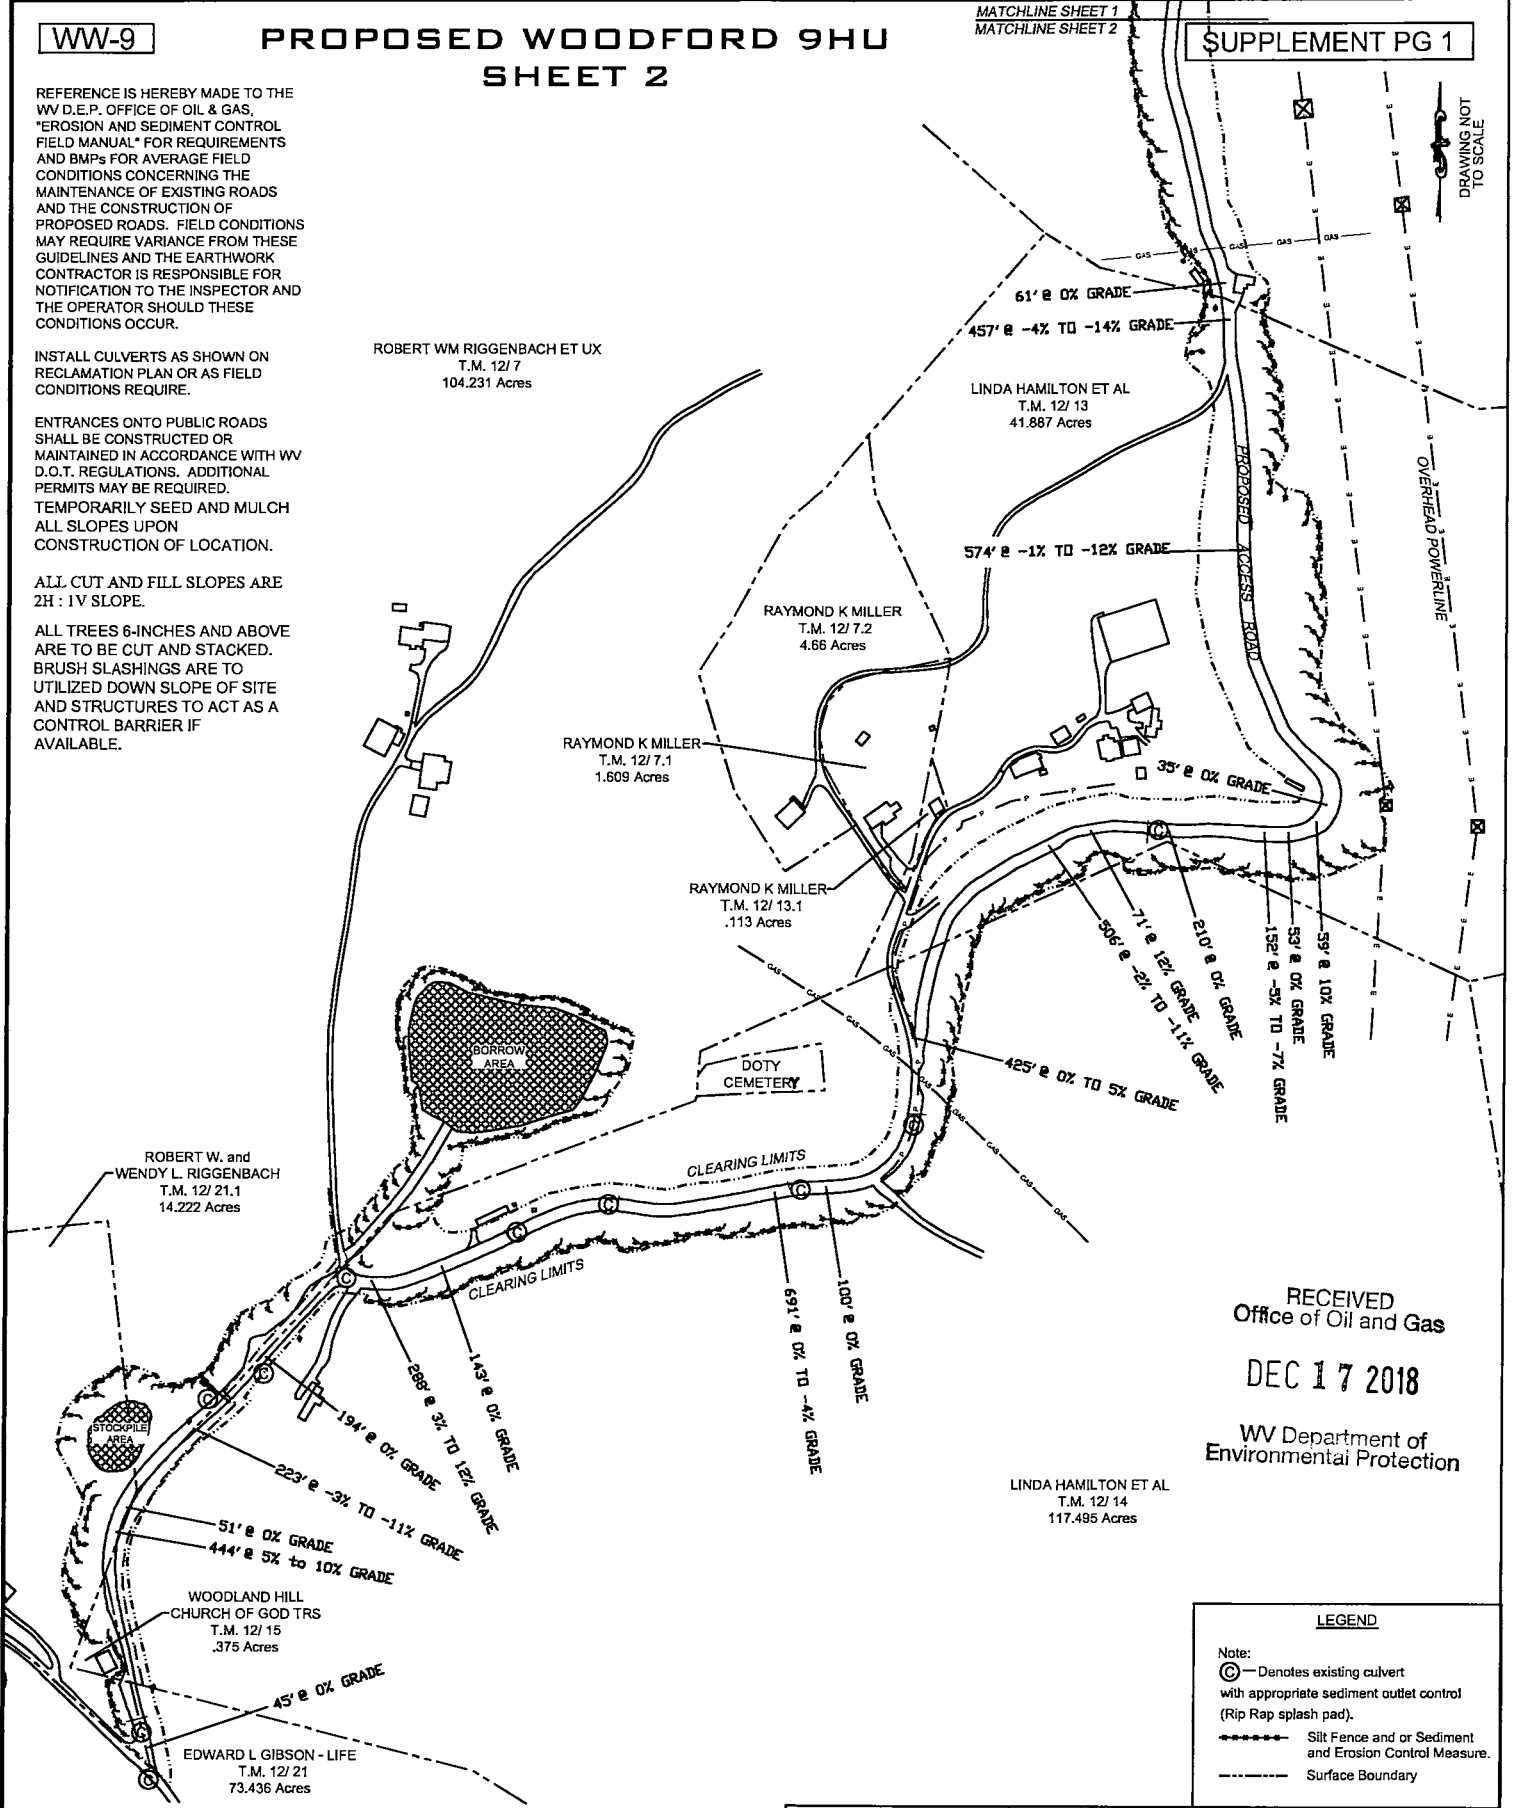 MATCHLINE SHEET 1
MATCHLINE SHEET 2
WW-9
PROPOSED WOODFORD 9HU
SHEET 2
SUPPLEMENT PG 1
DRAWING NOT
TO SCALE
REFERENCE IS HEREBY MADE TO THE
WV D.E.P. OFFICE OF OIL & GAS,
"EROSION AND SEDIMENT CONTROL
FIELD MANUAL" FOR REQUIREMENTS
AND BMPs FOR AVERAGE FIELD
CONDITIONS CONCERNING THE
MAINTENANCE OF EXISTING ROADS
AND THE CONSTRUCTION OF
PROPOSED ROADS. FIELD CONDITIONS
MAY REQUIRE VARIANCE FROM THESE
GUIDELINES AND THE EARTHWORK
CONTRACTOR IS RESPONSIBLE FOR
NOTIFICATION TO THE INSPECTOR AND
THE OPERATOR SHOULD THESE
CONDITIONS OCCUR.
INSTALL CULVERTS AS SHOWN ON
RECLAMATION PLAN OR AS FIELD
CONDITIONS REQUIRE.
ENTRANCES ONTO PUBLIC ROADS
SHALL BE CONSTRUCTED OR
MAINTAINED IN ACCORDANCE WITH WV
D.O.T. REGULATIONS. ADDITIONAL
PERMITS MAY BE REQUIRED.
TEMPORARILY SEED AND MULCH
ALL SLOPES UPON
CONSTRUCTION OF LOCATION.
ALL CUT AND FILL SLOPES ARE
2H : 1V SLOPE.
ALL TREES 6-INCHES AND ABOVE
ARE TO BE CUT AND STACKED.
BRUSH SLASHINGS ARE TO
UTILIZED DOWN SLOPE OF SITE
AND STRUCTURES TO ACT AS A
CONTROL BARRIER IF
AVAILABLE.
ROBERT WM RIGGENBACH ET UX
T.M. 12/ 7
104.231 Acres
GAS GAS GAS GAS
61' @ 0% GRADE
457' @ -4% TO -14% GRADE
LINDA HAMILTON ET AL
T.M. 12/ 13
41.887 Acres
PROPOSED ACCESS ROAD
OVERHEAD POWERLINE
574' @ -1% TO -12% GRADE
RAYMOND K MILLER
T.M. 12/ 7.2
4.66 Acres
RAYMOND K MILLER
T.M. 12/ 7.1
1.609 Acres
35' @ 0% GRADE
RAYMOND K MILLER
T.M. 12/ 13.1
.113 Acres
506' @ -2% TO -11% GRADE
71' @ 12% GRADE
210' @ 0% GRADE
152' @ -5% TO -7% GRADE
53' @ 0% GRADE
59' @ 10% GRADE
GAS GAS GAS GAS GAS GAS GAS GAS
BORROW
AREA
DOTY
CEMETERY
425' @ 0% TO 5% GRADE
ROBERT W. and
WENDY L. RIGGENBACH
T.M. 12/ 21.1
14.222 Acres
CLEARING LIMITS
CLEARING LIMITS
691' @ 0% TO -4% GRADE
100' @ 0% GRADE
143' @ 0% GRADE
288' @ 3% TO 12% GRADE
194' @ 0% GRADE
223' @ -3% TO -11% GRADE
STOCKPILE
AREA
51' @ 0% GRADE
444' @ 5% to 10% GRADE
RECEIVED
Office of Oil and Gas
DEC 17 2018
WV Department of
Environmental Protection
LINDA HAMILTON ET AL
T.M. 12/ 14
117.495 Acres
WOODLAND HILL
CHURCH OF GOD TRS
T.M. 12/ 15
.375 Acres
45' @ 0% GRADE
EDWARD L GIBSON - LIFE
T.M. 12/ 21
73.436 Acres
LEGEND
Note:
C — Denotes existing culvert
with appropriate sediment outlet control
(Rip Rap splash pad).
Silt Fence and or Sediment
and Erosion Control Measure.
Surface Boundary